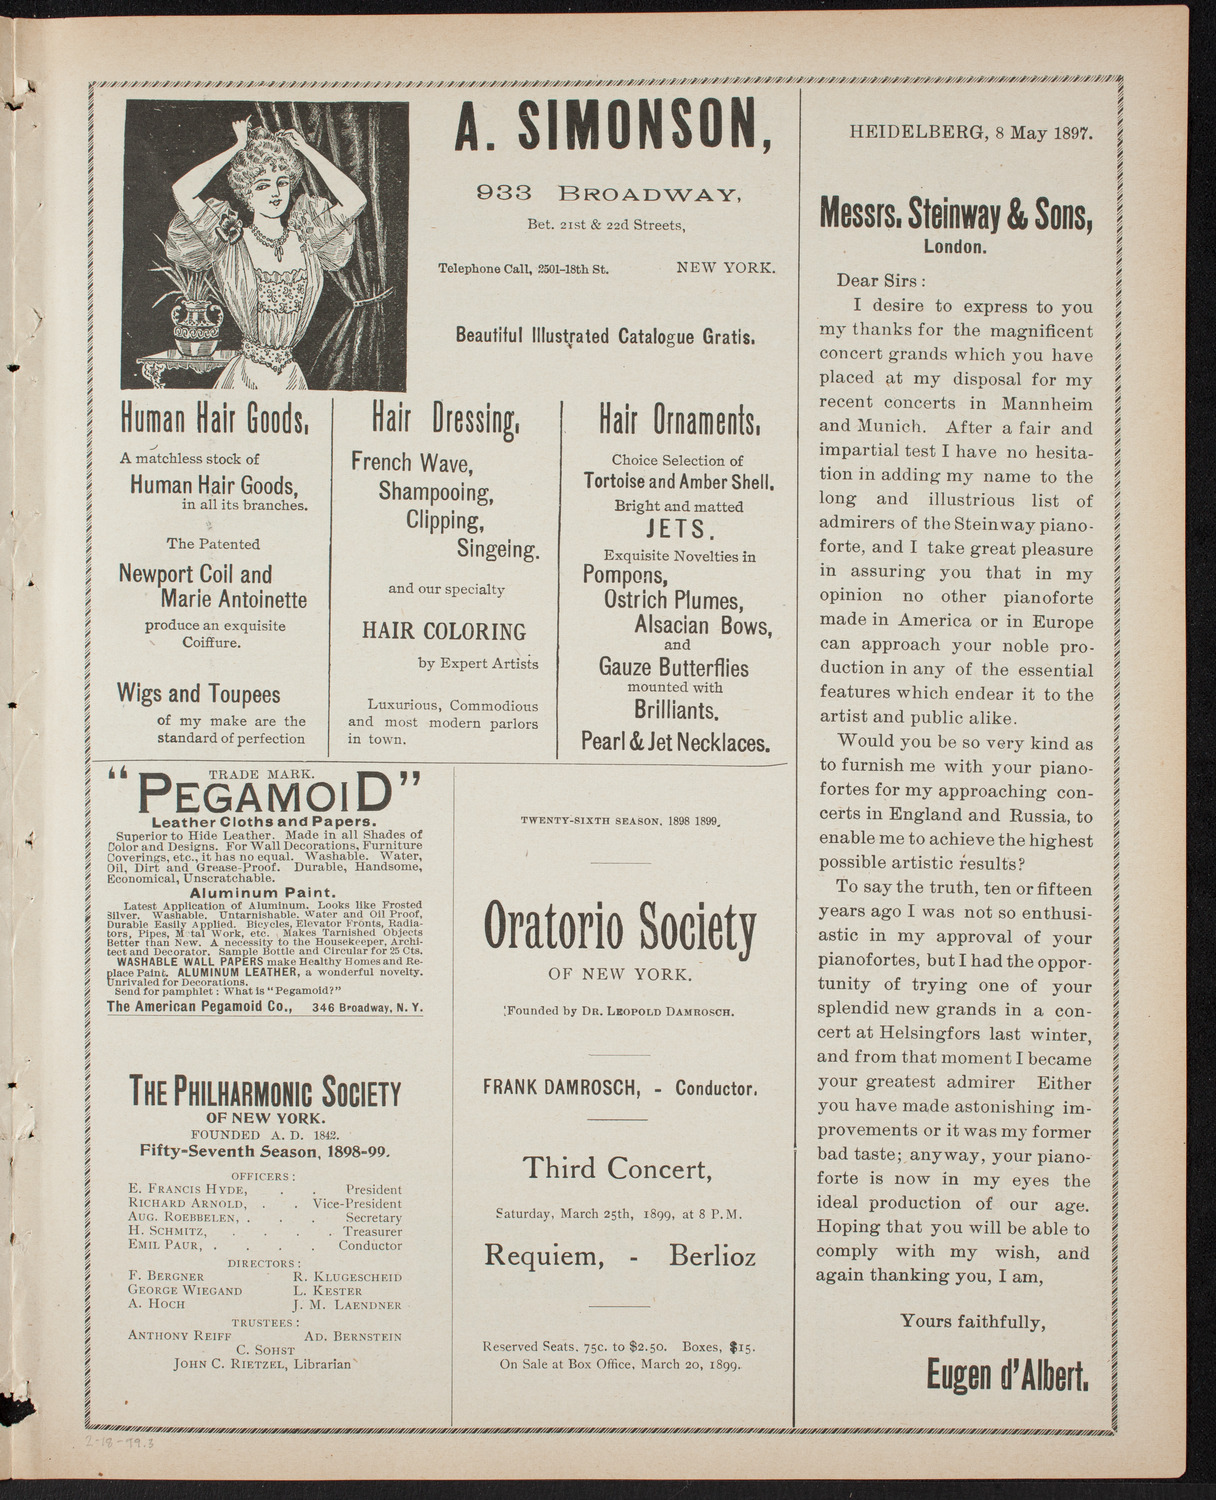 A. SIMONSON,
933 BROADWAY,
Bet. 21st & 22d Streets,
Telephone Call, 2501-18th St. NEW YORK.
Beautiful Illustrated Catalogue Gratis.
Human Hair Goods,
A matchless stock of
Human Hair Goods,
in all its branches.
The Patented
Newport Coil and
Marie Antoinette
produce an exquisite
Coiffure.
Wigs and Toupees
of my make are the
standard of perfection
Hair Dressing,
French Wave,
Shampooing,
Clipping,
Singeing.
and our specialty
HAIR COLORING
by Expert Artists
Luxurious, Commodious
and most modern parlors
in town.
Hair Ornaments,
Choice Selection of
Tortoise and Amber Shell.
Bright and matted
JETS.
Exquisite Novelties in
Pompons,
Ostrich Plumes,
Alsacian Bows,
and
Gauze Butterflies
mounted with
Brilliants.
Pearl & Jet Necklaces.
TRADE MARK.
"PEGAMOID"
Leather Cloths and Papers.
Superior to Hide Leather. Made in all Shades of
Color and Designs. For Wall Decorations, Furniture
Coverings, etc., it has no equal. Washable. Water,
Oil, Dirt and Grease-Proof. Durable, Handsome,
Economical, Unscratchable.
Aluminum Paint.
Latest Application of Aluminum. Looks like Frosted
Silver. Washable. Untarnishable. Water and Oil Proof,
Durable Easily Applied. Bicycles, Elevator Fronts, Radia-
tors, Pipes, M tal Work, etc. Makes Tarnished Objects
Better than New. A necessity to the Housekeeper, Archi-
tect and Decorator. Sample Bottle and Circular for 25 Cts.
WASHABLE WALL PAPERS make Healthy Homes and Re-
place Paint. ALUMINUM LEATHER, a wonderful novelty.
Unrivaled for Decorations.
Send for pamphlet: What is "Pegamoid?"
The American Pegamoid Co., 346 Broadway, N. Y.
THE PHILHARMONIC SOCIETY
OF NEW YORK.
FOUNDED A. D. 1842.
Fifty-Seventh Season, 1898-99.
OFFICERS:
E. FRANCIS HYDE, . . President
RICHARD ARNOLD, . . Vice-President
AUG. ROEBBELEN, . . . Secretary
H. SCHMITZ, . . . . Treasurer
EMIL PAUR, . . . . Conductor
DIRECTORS:
F. BERGNER R. KLUGESCHEID
GEORGE WIEGAND L. KESTER
A. HOCH J. M. LAENDNER
TRUSTEES:
ANTHONY REIFF AD. BERNSTEIN
C. SOHST
JOHN C. RIETZEL, Librarian
2-18-99.3
TWENTY-SIXTH SEASON, 1898 1899.
Oratorio Society
OF NEW YORK.
Founded by DR. LEOPOLD DAMROSCH.
FRANK DAMROSCH, - Conductor.
Third Concert,
Saturday, March 25th, 1899, at 8 P.M.
Requiem, - Berlioz
Reserved Seats, 75c. to $2.50. Boxes, $15.
On Sale at Box Office, March 20, 1899.
HEIDELBERG, 8 May 1897.
Messrs. Steinway & Sons,
London.
Dear Sirs:
I desire to express to you
my thanks for the magnificent
concert grands which you have
placed at my disposal for my
recent concerts in Mannheim
and Munich. After a fair and
impartial test I have no hesita-
tion in adding my name to the
long and illustrious list of
admirers of the Steinway piano-
forte, and I take great pleasure
in assuring you that in my
opinion no other pianoforte
made in America or in Europe
can approach your noble pro-
duction in any of the essential
features which endear it to the
artist and public alike.
Would you be so very kind as
to furnish me with your piano-
fortes for my approaching con-
certs in England and Russia, to
enable me to achieve the highest
possible artistic results?
To say the truth, ten or fifteen
years ago I was not so enthusi-
astic in my approval of your
pianofortes, but I had the oppor-
tunity of trying one of your
splendid new grands in a con-
cert at Helsingfors last winter,
and from that moment I became
your greatest admirer Either
you have made astonishing im-
provements or it was my former
bad taste; anyway, your piano-
forte is now in my eyes the
ideal production of our age.
Hoping that you will be able to
comply with my wish, and
again thanking you, I am,
Yours faithfully,
Eugen d'Albert.